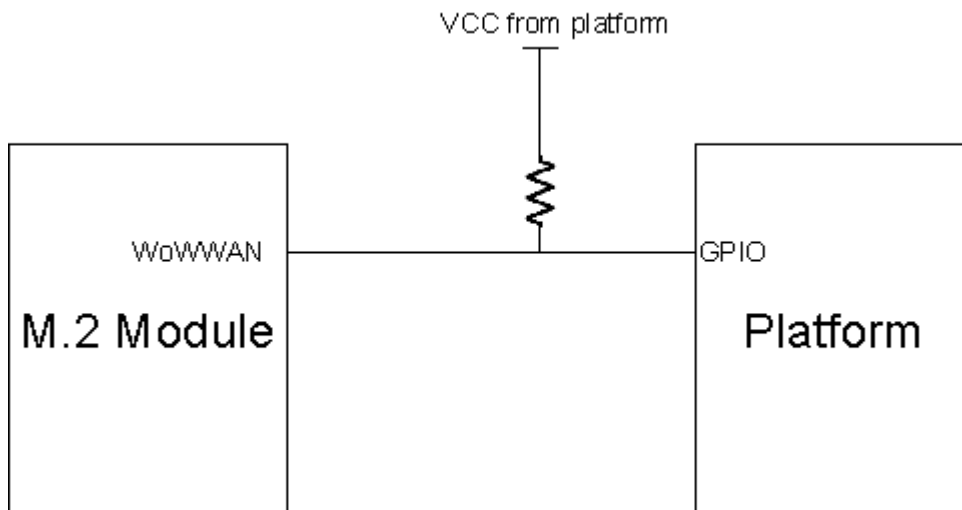 VCC from platform
WoWWAN
GPIO
M.2 Module
Platform